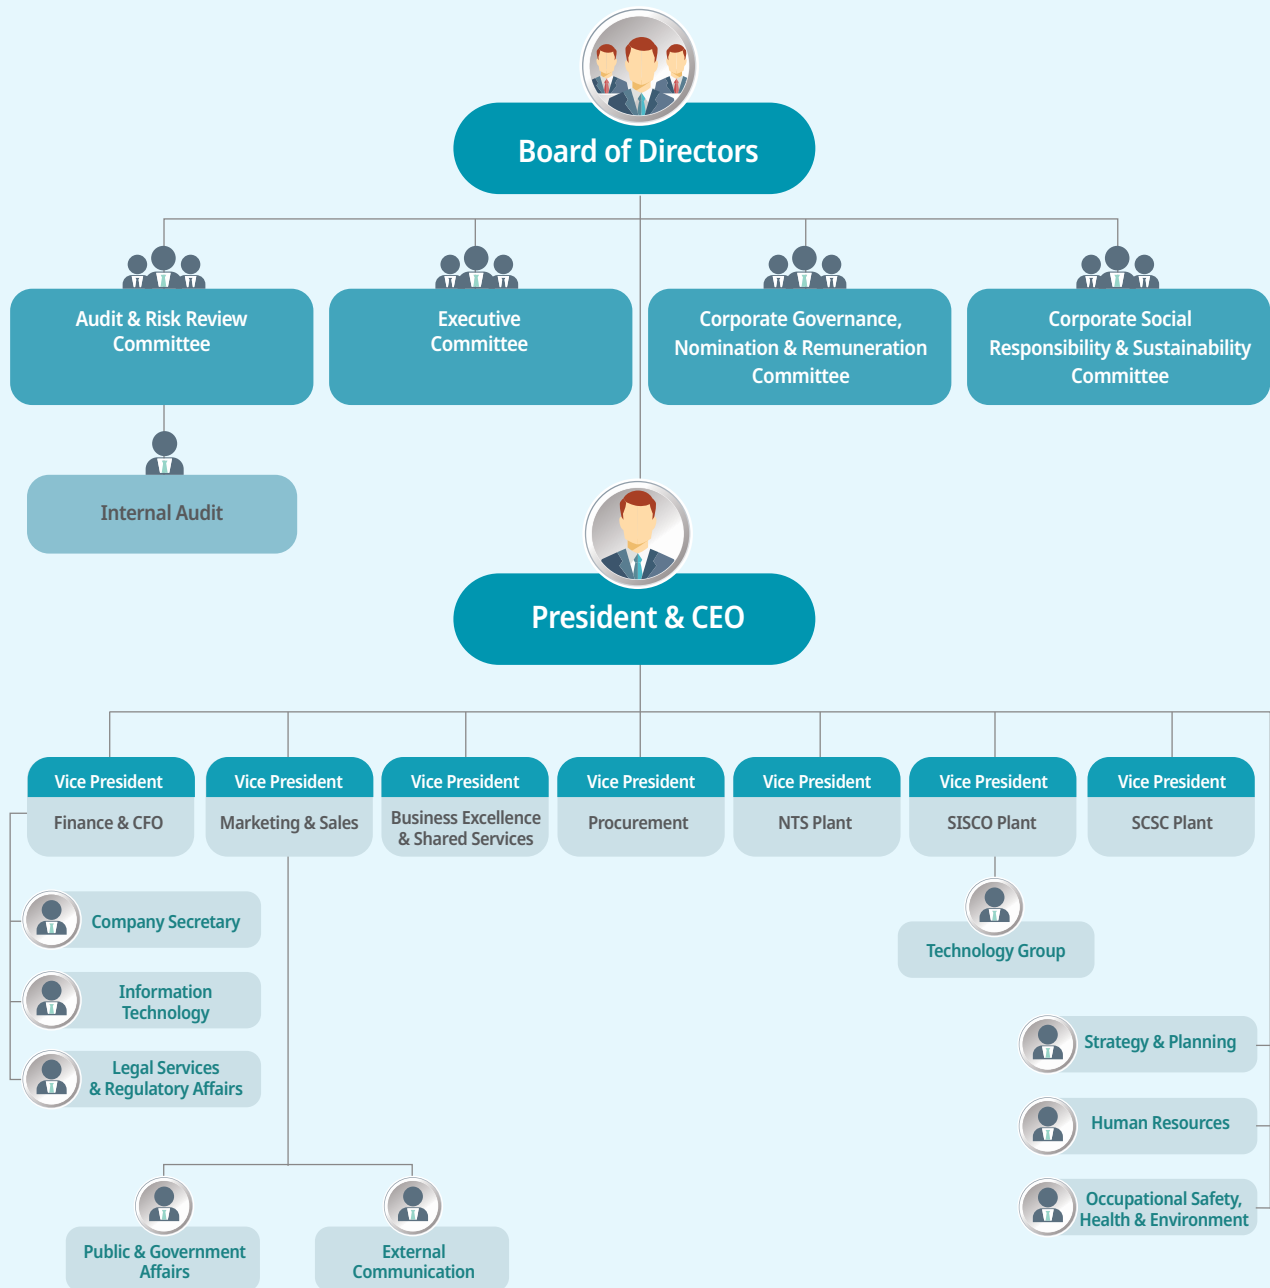 Board of Directors
Audit & Risk Review
Committee
Executive
Committee
Corporate Governance,
Nomination & Remuneration
Committee
Corporate Social
Responsibility & Sustainability
Committee
Internal Audit
President & CEO
Vice President
Finance & CFO
Vice President
Marketing & Sales
Vice President
Business Excellence
& Shared Services
Vice President
Procurement
Vice President
NTS Plant
Vice President
SISCO Plant
Vice President
SCSC Plant
Company Secretary
Information
Technology
Legal Services
& Regulatory Affairs
Technology Group
Strategy & Planning
Human Resources
Occupational Safety,
Health & Environment
Public & Government
Affairs
External
Communication